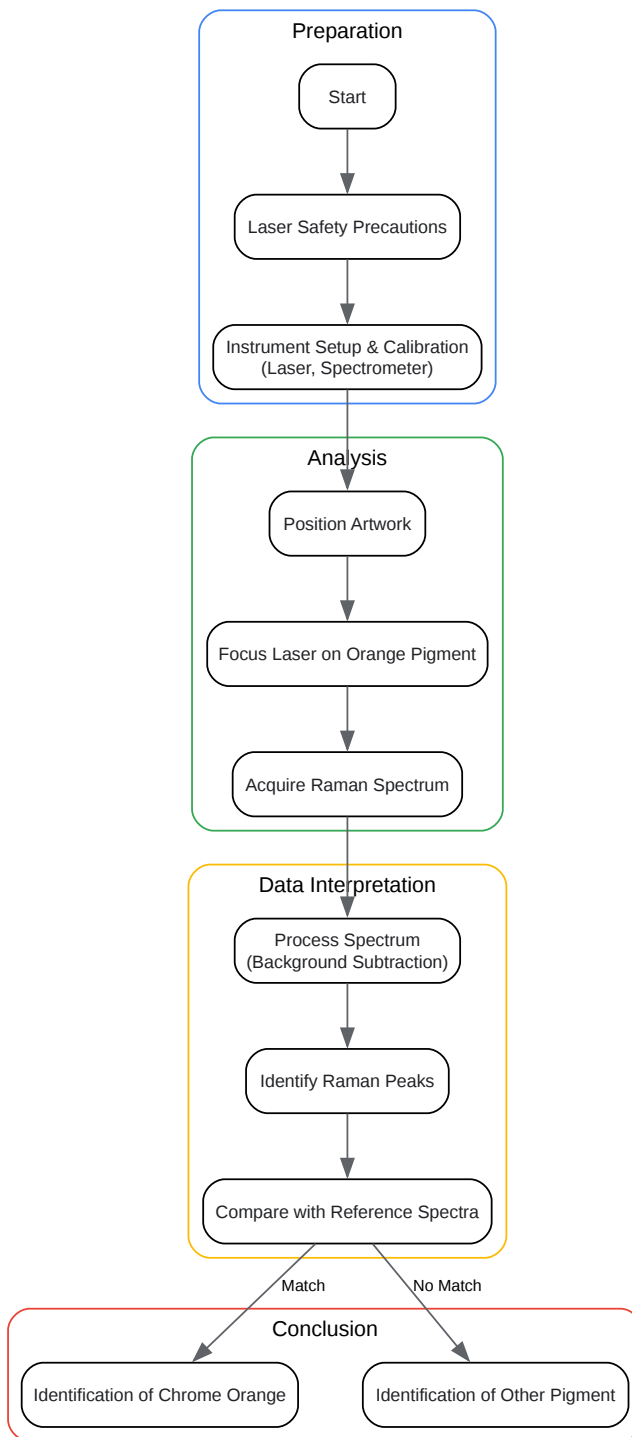 Preparation
Start
Laser Safety Precautions
Instrument Setup & Calibration
(Laser, Spectrometer)
Analysis
Position Artwork
Focus Laser on Orange Pigment
Acquire Raman Spectrum
Data Interpretation
Process Spectrum
(Background Subtraction)
Identify Raman Peaks
Compare with Reference Spectra
Match
No Match
Conclusion
Identification of Chrome Orange
Identification of Other Pigment